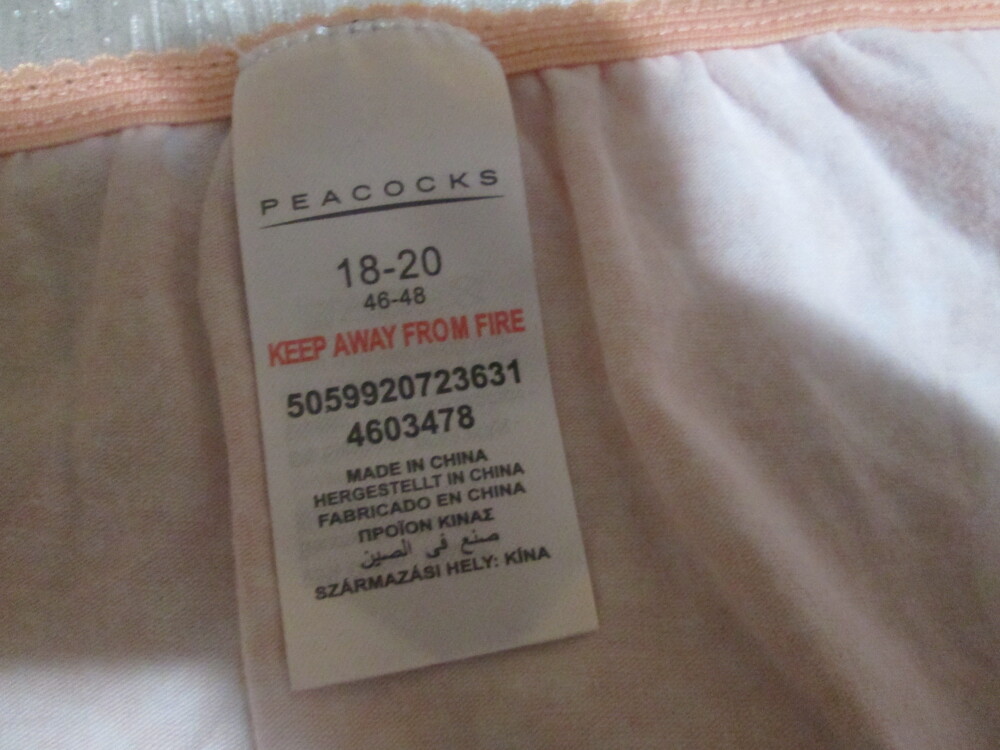 PEACOCKS
18-20
46-48
KEEP AWAY FROM FIRE
5059920723631
4603478
MADE IN CHINA
HERGESTELLT IN CHINA
FABRICADO EN CHINA
ΠΡΟΪΟΝ ΚΙΝΑΣ
صنع في الصين
SZÁRMAZÁSI HELY: KÍNA